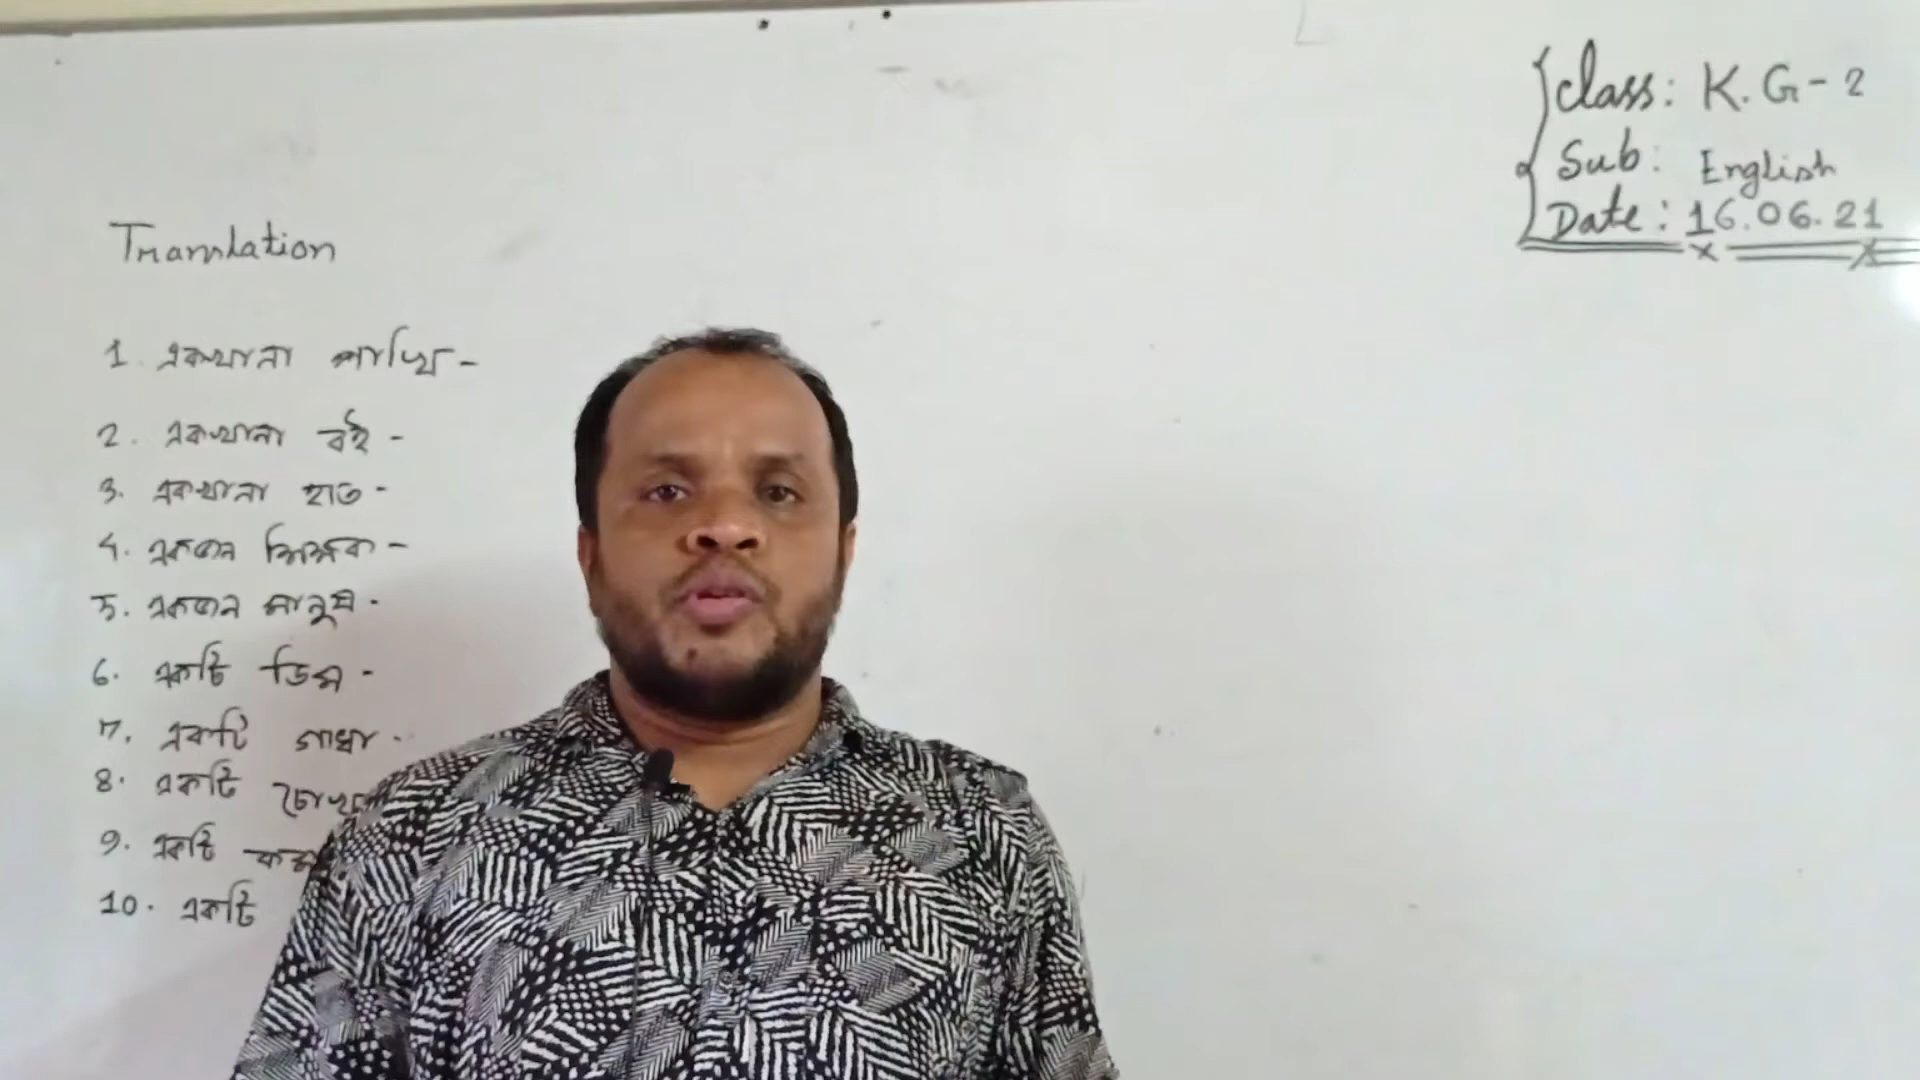 Class: K.G-2
Sub: English
Date: 16.06.21
Translation
1. একখানা পাখি-
2. একখানা বই -
3. একখানা হাত -
4. একজন শিক্ষক -
5. একজন মানুষ -
6. একটি ডিম -
7. একটি গাধা -
8. একটি চোখ
9. একটি
10. একটি